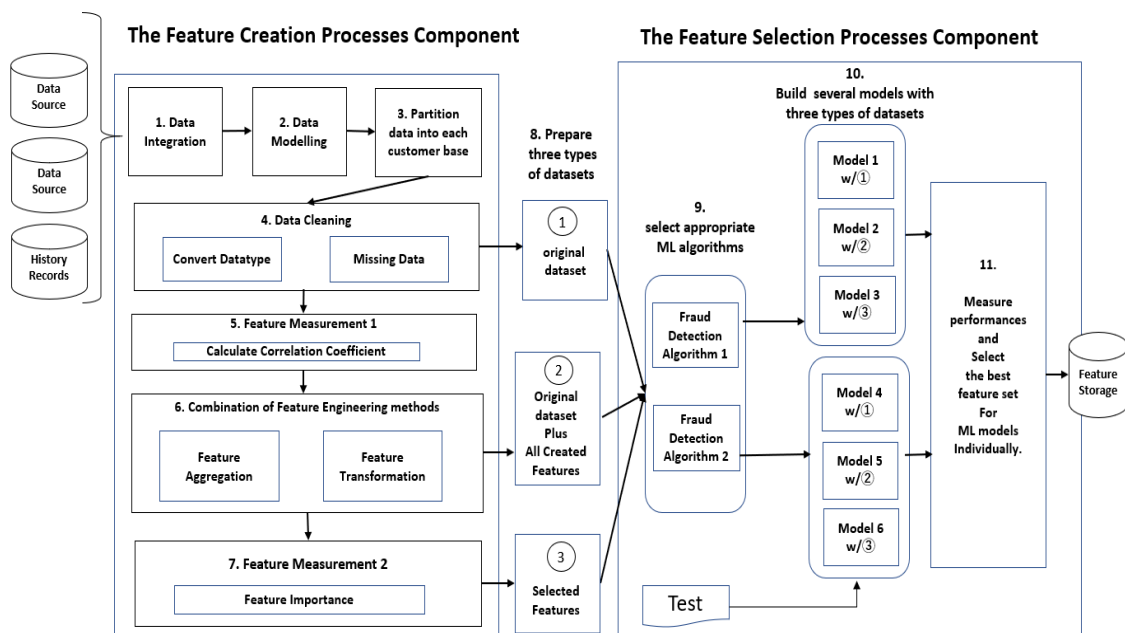 The Feature Creation Processes Component
The Feature Selection Processes Component
Data
Source
Data
Source
History
Records
1. Data
Integration
2. Data
Modelling
3. Partition
data into each
customer base
4. Data Cleaning
Convert Datatype
Missing Data
5. Feature Measurement 1
Calculate Correlation Coefficient
6. Combination of Feature Engineering methods
Feature
Aggregation
Feature
Transformation
7. Feature Measurement 2
Feature Importance
8. Prepare
three types
of datasets
1
original
dataset
2
Original
dataset
Plus
All Created
Features
3
Selected
Features
9.
select appropriate
ML algorithms
Fraud
Detection
Algorithm 1
Fraud
Detection
Algorithm 2
10.
Build several models with
three types of datasets
Model 1
w/①
Model 2
w/②
Model 3
w/③
Model 4
w/①
Model 5
w/②
Model 6
w/③
Test
11.
Measure
performances
and
Select
the best
feature set
For
ML models
Individually.
Feature
Storage